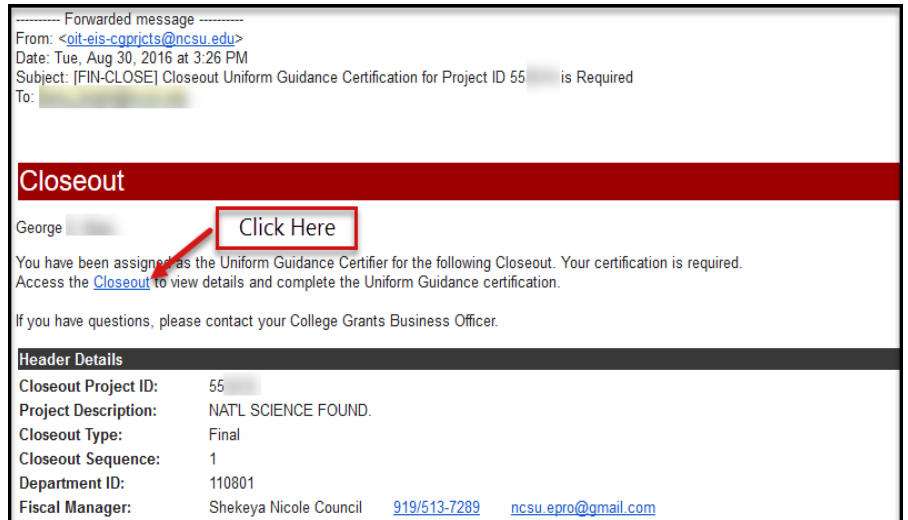 ---------- Forwarded message ----------
From: <oit-eis-cgprjcts@ncsu.edu>
Date: Tue, Aug 30, 2016 at 3:26 PM
Subject: [FIN-CLOSE] Closeout Uniform Guidance Certification for Project ID 55 is Required
To:
Closeout
George
Click Here
You have been assigned as the Uniform Guidance Certifier for the following Closeout. Your certification is required.
Access the Closeout to view details and complete the Uniform Guidance certification.
If you have questions, please contact your College Grants Business Officer.
Header Details
Closeout Project ID: 55
Project Description: NAT'L SCIENCE FOUND.
Closeout Type: Final
Closeout Sequence: 1
Department ID: 110801
Fiscal Manager: Shekeya Nicole Council 919/513-7289 ncsu.epro@gmail.com